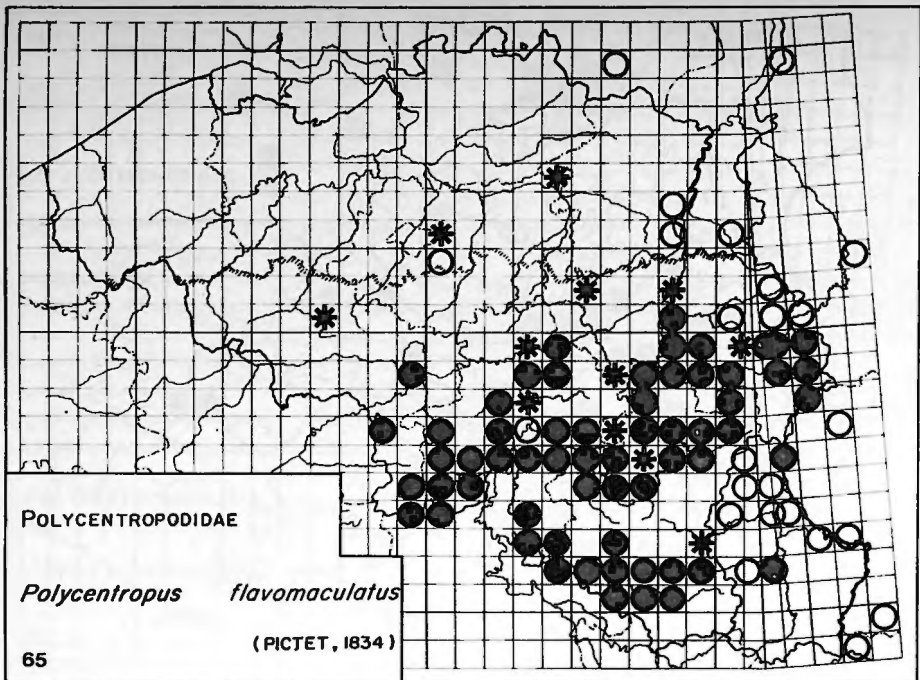 POLYCENTROPODIDAE
Polycentropus flavomaculatus
(PICTET, 1834)
65